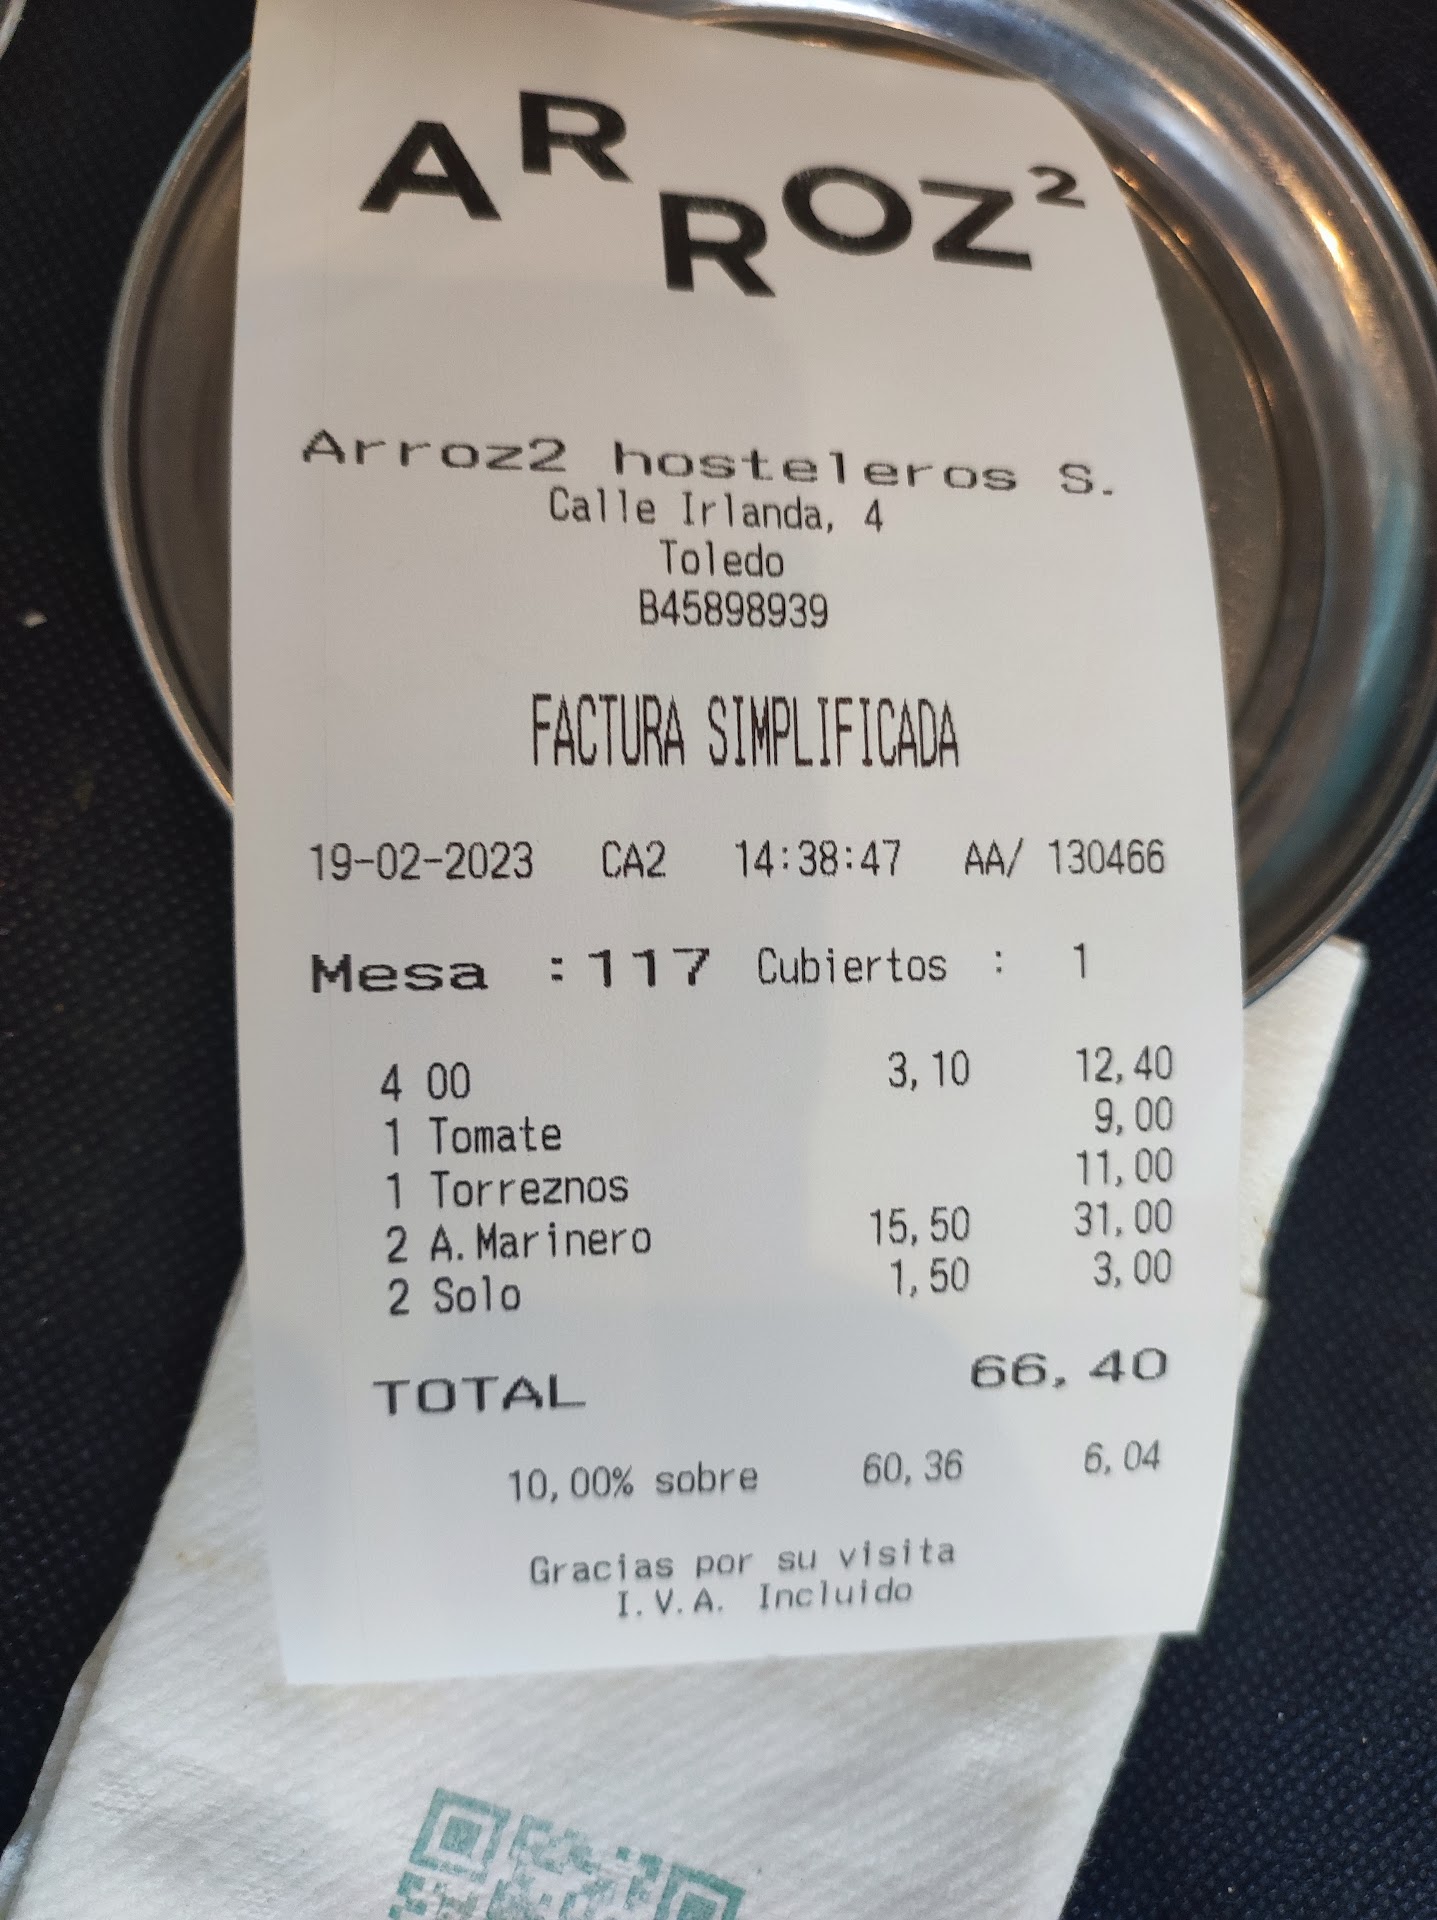 ARROZ²
Arroz2 hosteleros S.
Calle Irlanda, 4
Toledo
B45898939
FACTURA SIMPLIFICADA
19-02-2023 CA2 14:38:47 AA/ 130466
Mesa :117 Cubiertos : 1
4 00 3,10 12,40
1 Tomate 9,00
1 Torreznos 11,00
2 A.Marinero 15,50 31,00
2 Solo 1,50 3,00
TOTAL 66,40
10,00% sobre 60,36 6,04
Gracias por su visita
I.V.A. Incluido